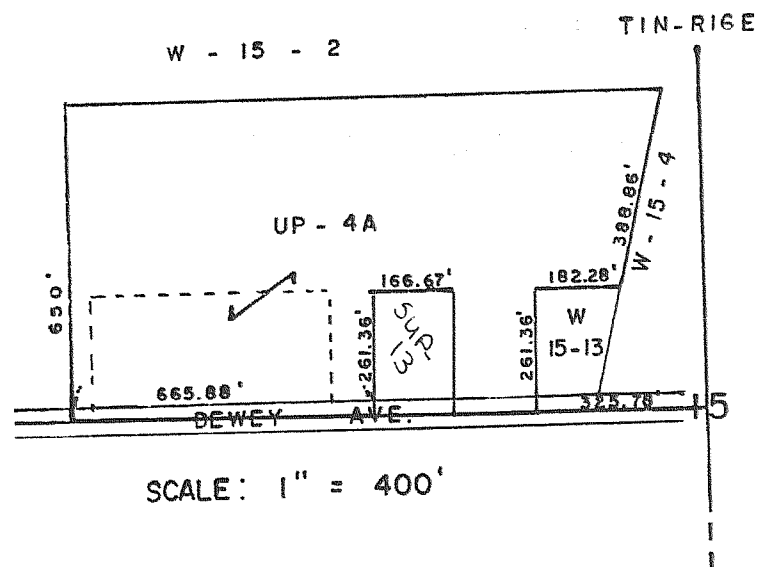 TIN-RIGE
W - 15 - 2
388.86'
W - 15 - 4
UP - 4A
650'
166.67'
182.28'
261.36'
SUP-
13
261.36'
W
15-13
665.88'
325.78'
DEWEY AVE.
15
SCALE: 1" = 400'